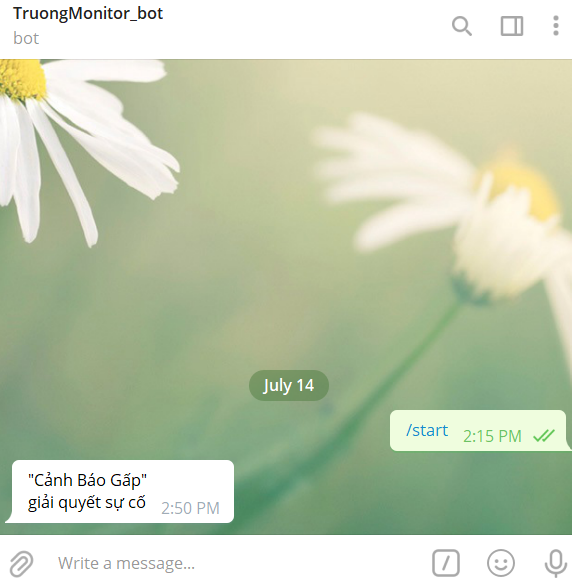 TruongMonitor_bot
bot
July 14
/start 2:15 PM
"Cảnh Báo Gấp"
giải quyết sự cố 2:50 PM
Write a message...